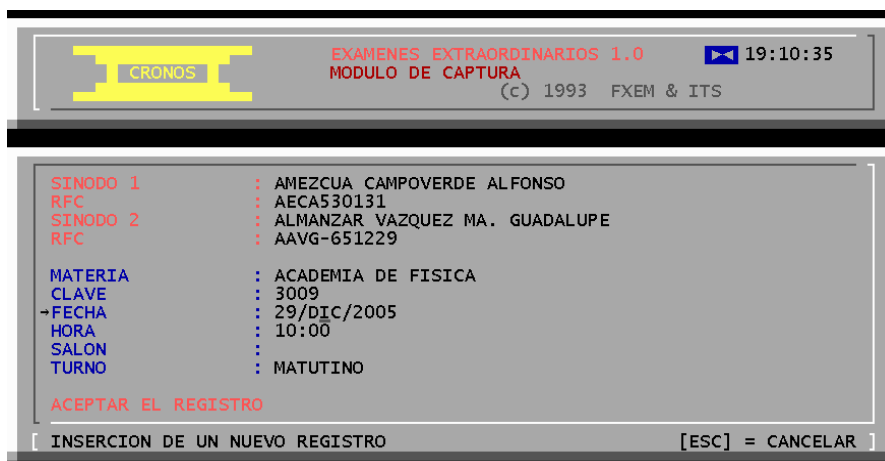 CRONOS
EXAMENES EXTRAORDINARIOS 1.0 19:10:35
MODULO DE CAPTURA
(c) 1993 FXEM & ITS
SINODO 1 : AMEZCUA CAMPOVERDE ALFONSO
RFC : AECA530131
SINODO 2 : ALMANZAR VAZQUEZ MA. GUADALUPE
RFC : AAVG-651229
MATERIA : ACADEMIA DE FISICA
CLAVE : 3009
→FECHA : 29/DIC/2005
HORA : 10:00
SALON :
TURNO : MATUTINO
ACEPTAR EL REGISTRO
[ INSERCION DE UN NUEVO REGISTRO [ESC] = CANCELAR ]